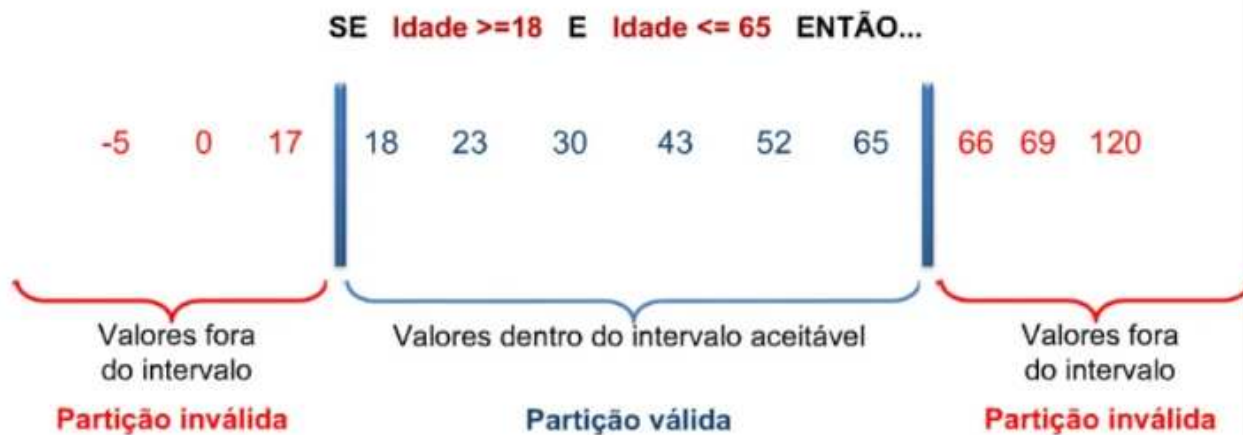 SE Idade >=18 E Idade <= 65 ENTÃO...
-5 0 17 18 23 30 43 52 65 66 69 120
Valores fora
do intervalo
Partição inválida
Valores dentro do intervalo aceitável
Partição válida
Valores fora
do intervalo
Partição inválida